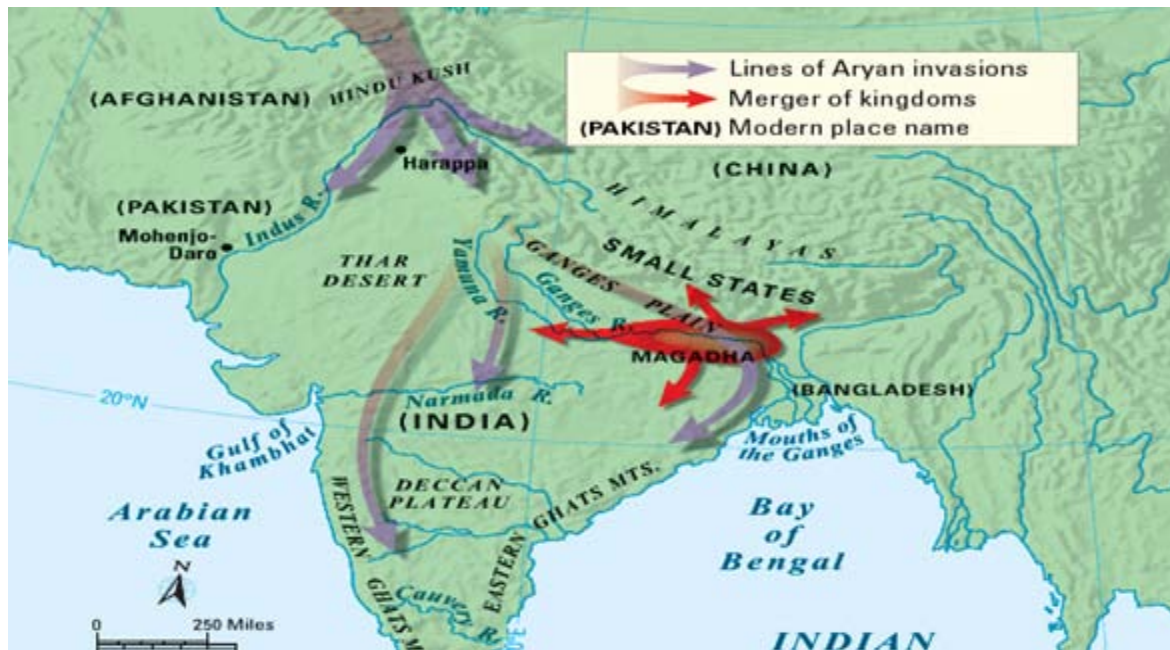 Lines of Aryan invasions
Merger of kingdoms
(PAKISTAN) Modern place name
(AFGHANISTAN)
HINDU KUSH
Harappa
(CHINA)
(PAKISTAN)
Indus R.
Mohenjo-
Daro
HIMALAYAS
THAR
DESERT
Yamuna R.
GANGES PLAIN
SMALL STATES
Ganges R.
MAGADHA
(BANGLADESH)
20°N
Narmada R.
(INDIA)
Gulf of
Khambhat
Mouths of
the Ganges
DECCAN
PLATEAU
WESTERN
GHATS M
EASTERN
GHATS MTS.
Arabian
Sea
Bay
of
Bengal
N
Cauvery
R.
0 250 Miles
INDIAN